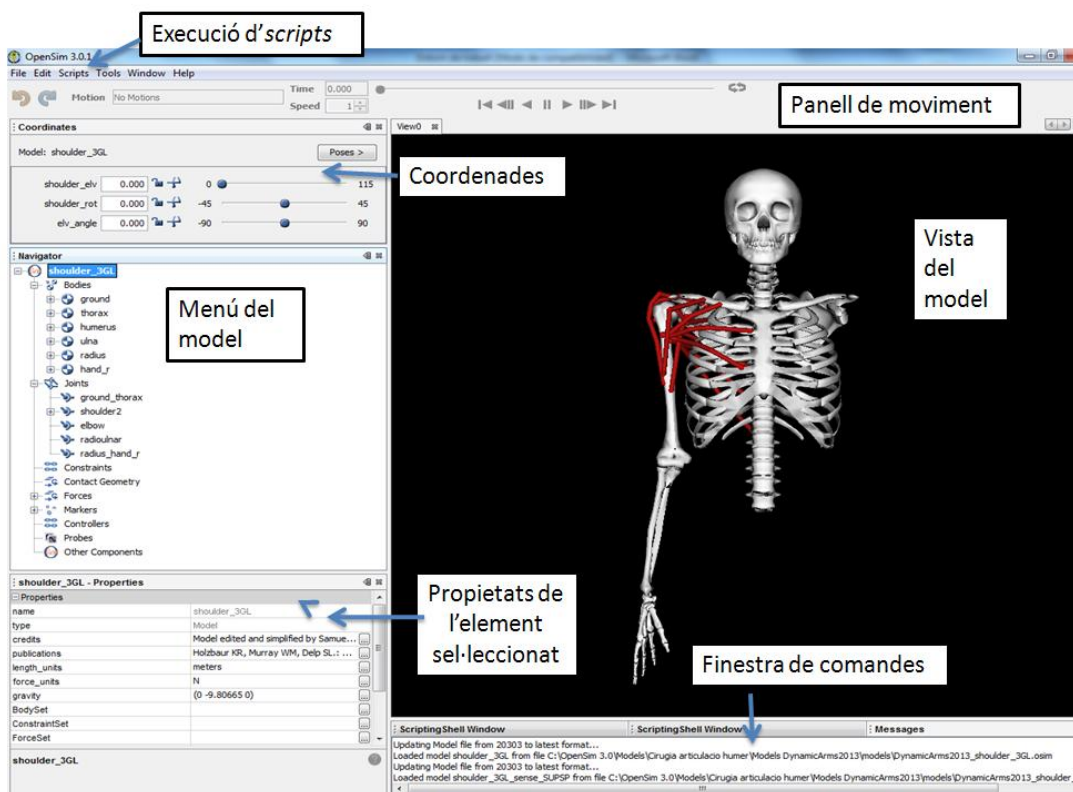 Execució d'scripts
OpenSim 3.0.1
File Edit Scripts Tools Window Help
Motion No Motions
Time 0.000
Speed 1
Panell de moviment
Coordinates
Model: shoulder_3GL
Poses >
shoulder_elv 0.000 0 115
shoulder_rot 0.000 -45 45
elv_angle 0.000 -90 90
Coordenades
View0
Vista
del
model
Navigator
shoulder_3GL
Bodies
ground
thorax
humerus
ulna
radius
hand_r
Joints
ground_thorax
shoulder2
elbow
radioulnar
radius_hand_r
Constraints
Contact Geometry
Forces
Markers
Controllers
Probes
Other Components
Menú del
model
shoulder_3GL - Properties
Properties
name shoulder_3GL
type Model
credits Model edited and simplified by Samue... ...
publications Holzbaur KR, Murray WM, Delp SL.: ... ...
length_units meters ...
force_units N ...
gravity (0 -9.80665 0) ...
BodySet ...
ConstraintSet ...
ForceSet ...
shoulder_3GL
Propietats de
l'element
sel·leccionat
Finestra de comandes
ScriptingShell Window
ScriptingShell Window
Messages
Updating Model file from 20303 to latest format...
Loaded model shoulder_3GL from file C:\OpenSim 3.0\Models\Cirugia articulacio humer\Models DynamicArms2013\models\DynamicArms2013_shoulder_3GL.osim
Updating Model file from 20303 to latest format...
Loaded model shoulder_3GL_sense_SUPSP from file C:\OpenSim 3.0\Models\Cirugia articulacio humer\Models DynamicArms2013\models\DynamicArms2013_shoulder_